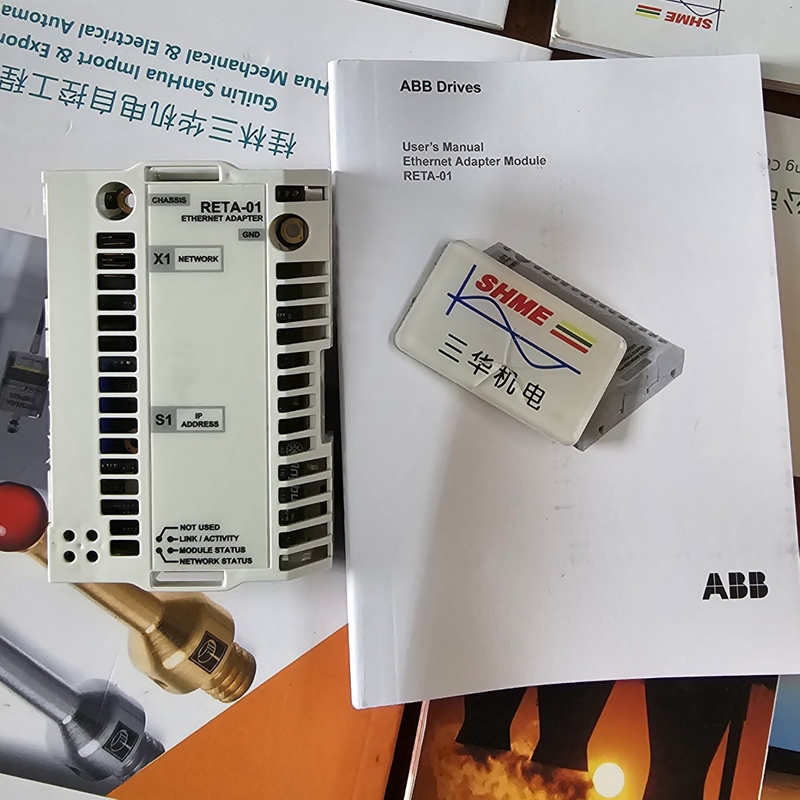 SHME
Hua Mechanical & Electrical Automa
GuiLin SanHua Import & Expor
桂林三华机电自控工程
ABB Drives
User's Manual
Ethernet Adapter Module
RETA-01
CHASSIS
RETA-01
ETHERNET ADAPTER
GND
X1 NETWORK
S1 IP
ADDRESS
NOT USED
LINK / ACTIVITY
MODULE STATUS
NETWORK STATUS
SHME
三华机电
ABB